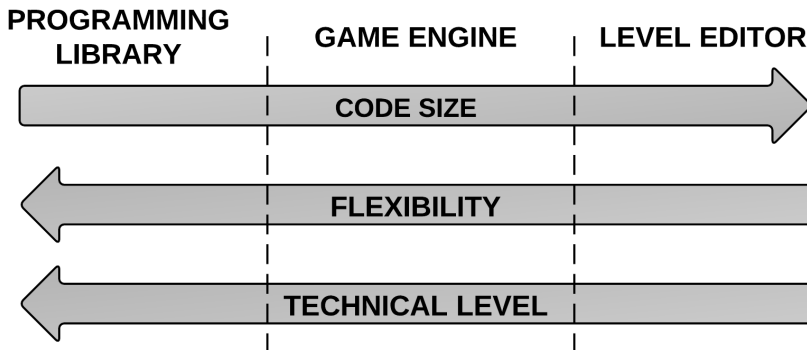 PROGRAMMING
LIBRARY
GAME ENGINE
LEVEL EDITOR
CODE SIZE
FLEXIBILITY
TECHNICAL LEVEL